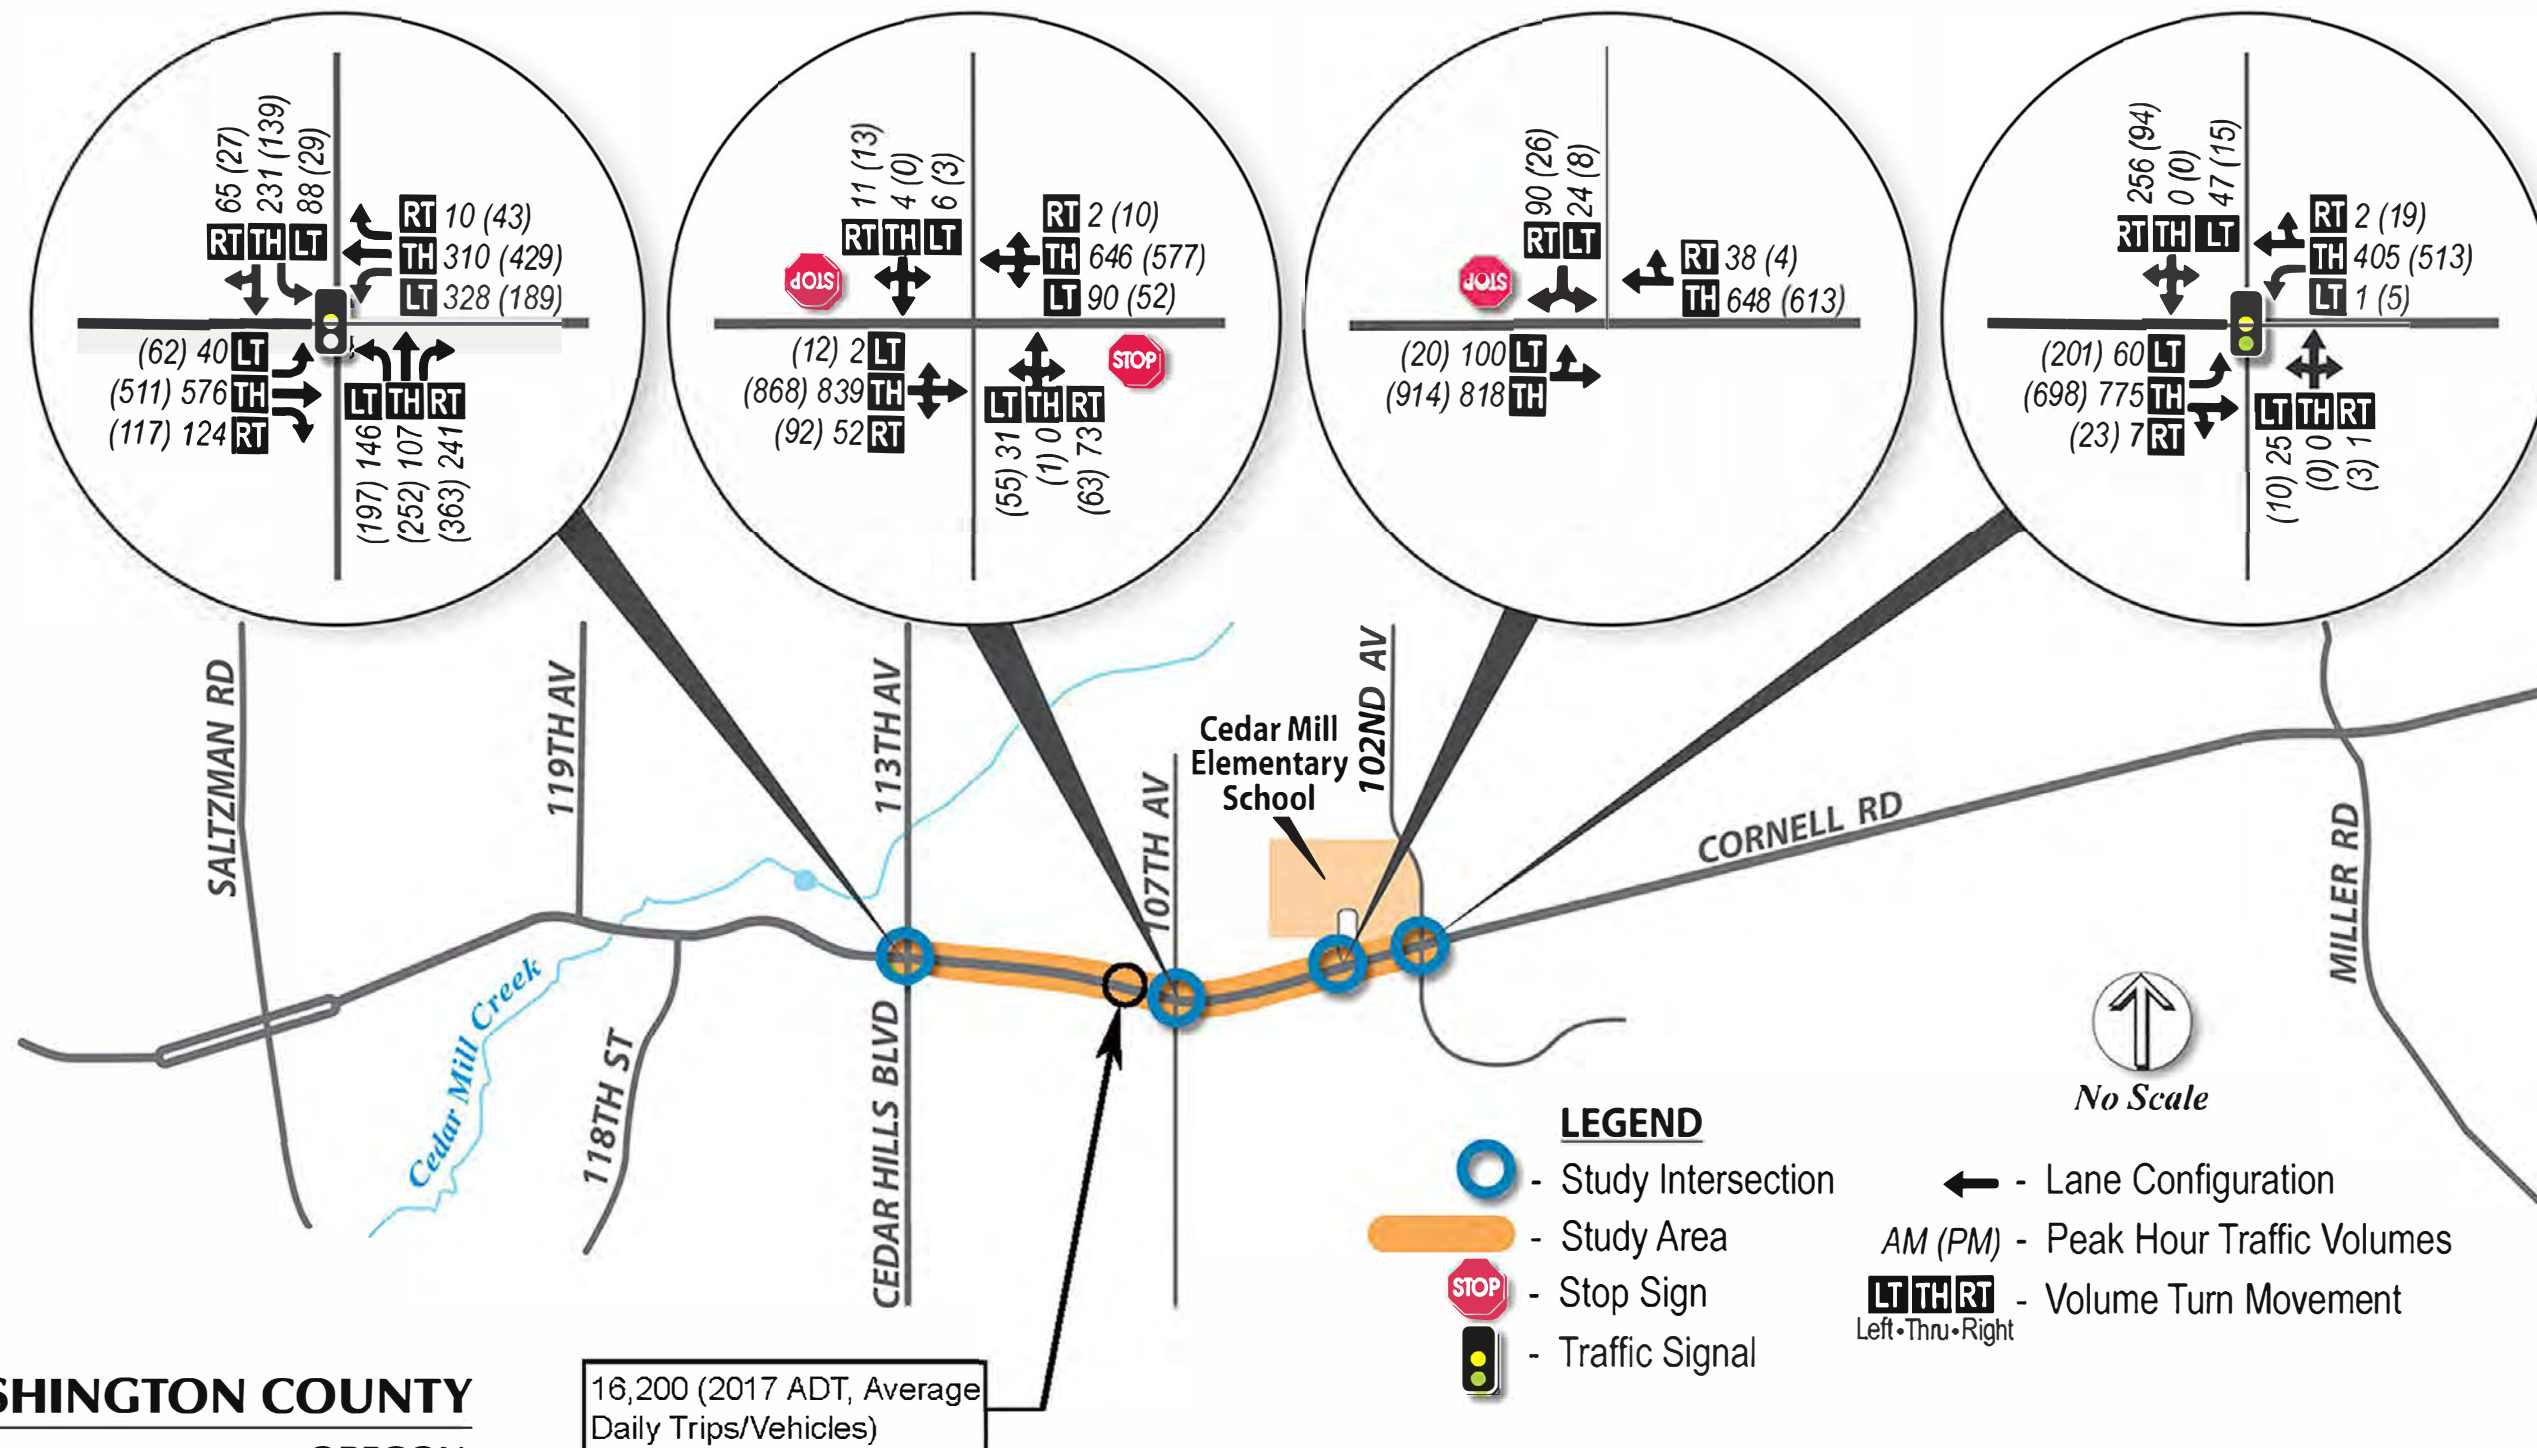 65 (27)
231 (139)
88 (29)
RT TH LT
RT 10 (43)
TH 310 (429)
LT 328 (189)
(62) 40 LT
(511) 576 TH
(117) 124 RT
LT TH RT
(197) 146
(252) 107
(363) 241
11 (13)
4 (0)
6 (3)
RT TH LT
STOP
RT 2 (10)
TH 646 (577)
LT 90 (52)
(12) 2 LT
(868) 839 TH
(92) 52 RT
STOP
LT TH RT
(55) 31
(1) 0
(63) 73
90 (26)
24 (8)
RT LT
STOP
RT 38 (4)
TH 648 (613)
(20) 100 LT
(914) 818 TH
256 (94)
0 (0)
47 (15)
RT TH LT
RT 2 (19)
TH 405 (513)
LT 1 (5)
(201) 60 LT
(698) 775 TH
(23) 7 RT
LT TH RT
(10) 25
(0) 0
(3) 1
SALTZMAN RD
119TH AV
113TH AV
107TH AV
102ND AV
Cedar Mill
Elementary
School
CORNELL RD
MILLER RD
Cedar Mill Creek
118TH ST
CEDAR HILLS BLVD
No Scale
LEGEND
- Study Intersection
- Study Area
STOP - Stop Sign
- Traffic Signal
- Lane Configuration
AM (PM) - Peak Hour Traffic Volumes
LT TH RT - Volume Turn Movement
Left•Thru•Right
16,200 (2017 ADT, Average
Daily Trips/Vehicles)
SHINGTON COUNTY